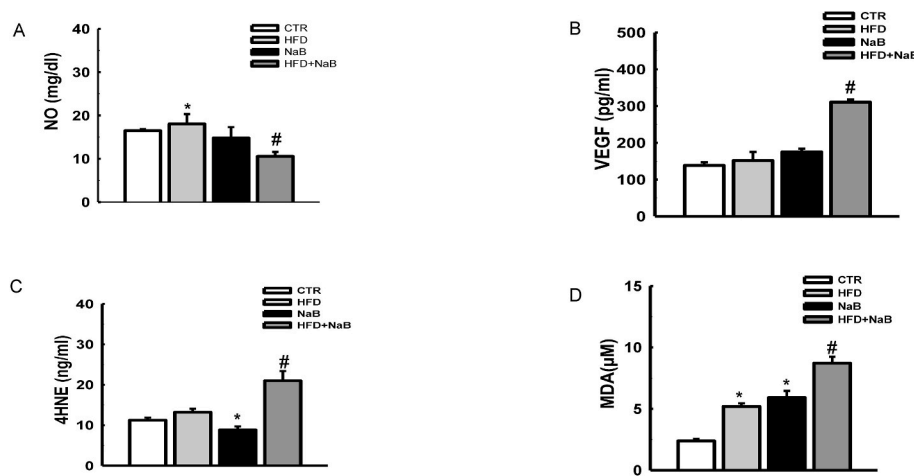 A
CTR
HFD
NaB
HFD+NaB
NO (mg/dl)
40
30
20
10
0
*
#
B
CTR
HFD
NaB
HFD+NaB
VEGF (pg/ml)
500
400
300
200
100
0
#
C
CTR
HFD
NaB
HFD+NaB
4HNE (ng/ml)
40
30
20
10
0
*
#
D
CTR
HFD
NaB
HFD+NaB
MDA(µM)
15
10
5
0
*
*
#